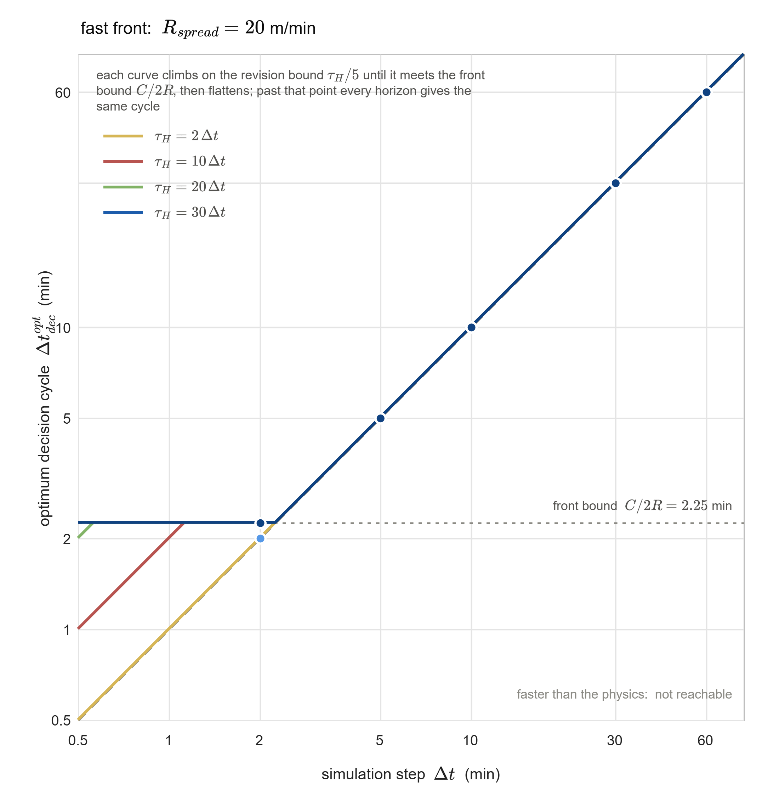 fast front: R_spread = 20 m/min
each curve climbs on the revision bound τ_H/5 until it meets the front
bound C/2R, then flattens; past that point every horizon gives the
same cycle
τ_H = 2 Δt
τ_H = 10 Δt
τ_H = 20 Δt
τ_H = 30 Δt
60
10
5
2
1
0.5
optimum decision cycle Δt_dec^opt (min)
front bound C/2R = 2.25 min
faster than the physics: not reachable
0.5 1 2 5 10 30 60
simulation step Δt (min)